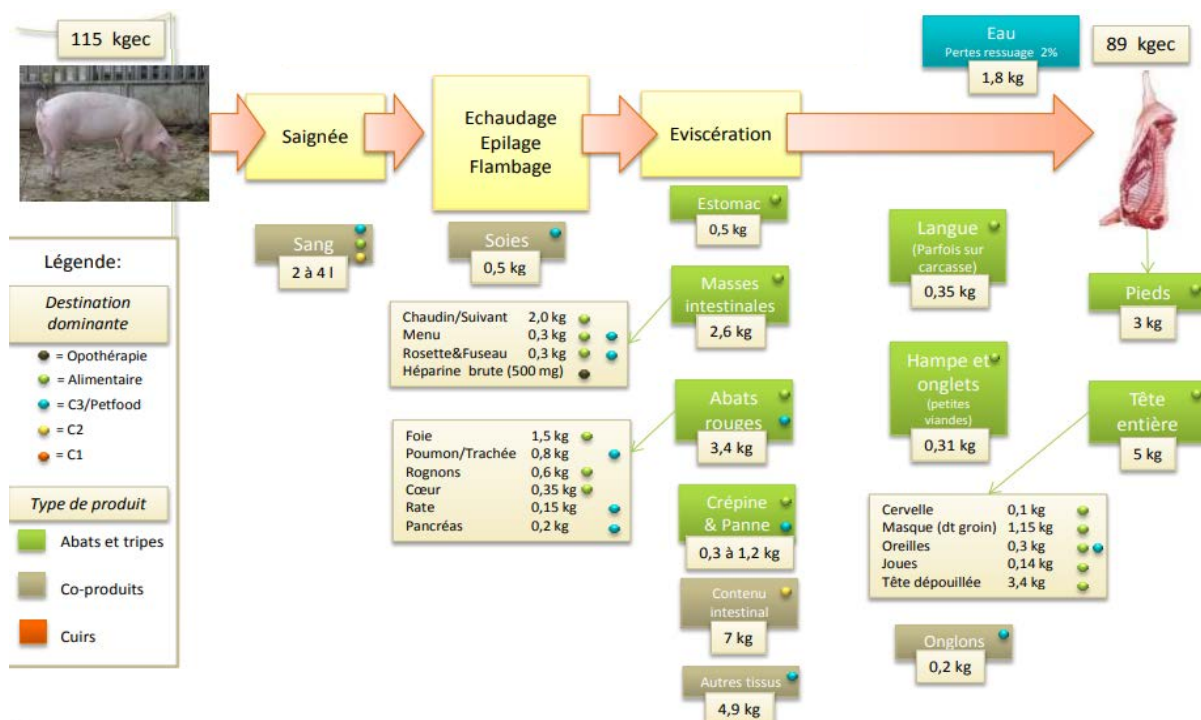 115 kgec
Saignée
Echaudage
Epilage
Flambage
Eviscération
Eau
Pertes ressuage 2%
1,8 kg
89 kgec
Légende:
Destination
dominante
= Opothérapie
= Alimentaire
= C3/Petfood
= C2
= C1
Type de produit
Abats et tripes
Co-produits
Cuirs
Sang
2 à 4 l
Soies
0,5 kg
Chaudin/Suivant 2,0 kg
Menu 0,3 kg
Rosette&Fuseau 0,3 kg
Héparine brute (500 mg)
Foie 1,5 kg
Poumon/Trachée 0,8 kg
Rognons 0,6 kg
Cœur 0,35 kg
Rate 0,15 kg
Pancréas 0,2 kg
Estomac
0,5 kg
Masses
intestinales
2,6 kg
Abats
rouges
3,4 kg
Crépine
& Panne
0,3 à 1,2 kg
Contenu
intestinal
7 kg
Autres tissus
4,9 kg
Langue
(Parfois sur
carcasse)
0,35 kg
Hampe et
onglets
(petites
viandes)
0,31 kg
Pieds
3 kg
Tête
entière
5 kg
Cervelle 0,1 kg
Masque (dt groin) 1,15 kg
Oreilles 0,3 kg
Joues 0,14 kg
Tête dépouillée 3,4 kg
Onglons
0,2 kg